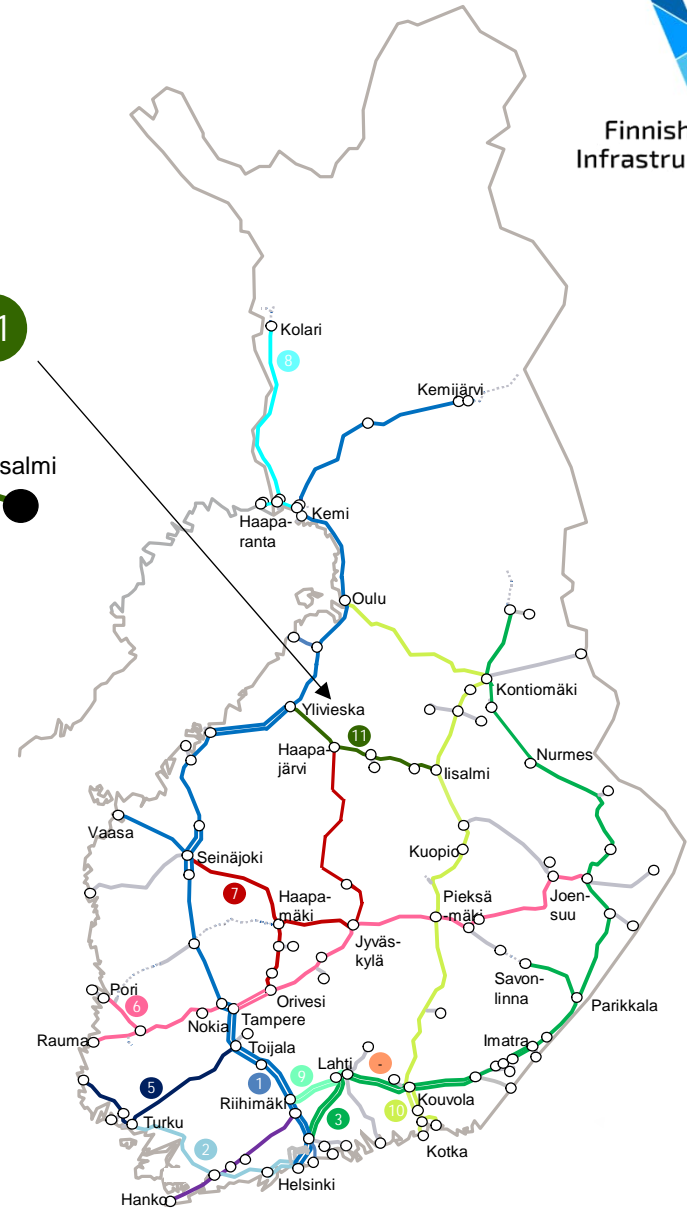 Finnish
Infrastru
1
Kolari
8
Kemijärvi
salmi
Kemi
Haapa-
ranta
Oulu
Kontiomäki
Ylivieska
11
Haapa-
järvi
Nurmes
Iisalmi
Vaasa
Seinäjoki
Kuopio
7
Haapa-
mäki
Pieksä
-mäki
Joen-
suu
Jyväs-
kylä
Savon-
linna
Pori
6
Orivesi
Parikkala
Nokia
Tampere
Rauma
Toijala
Imatra
Lahti
-
5
1
9
Riihimäki
Kouvola
3
10
Turku
2
Kotka
Helsinki
Hanko